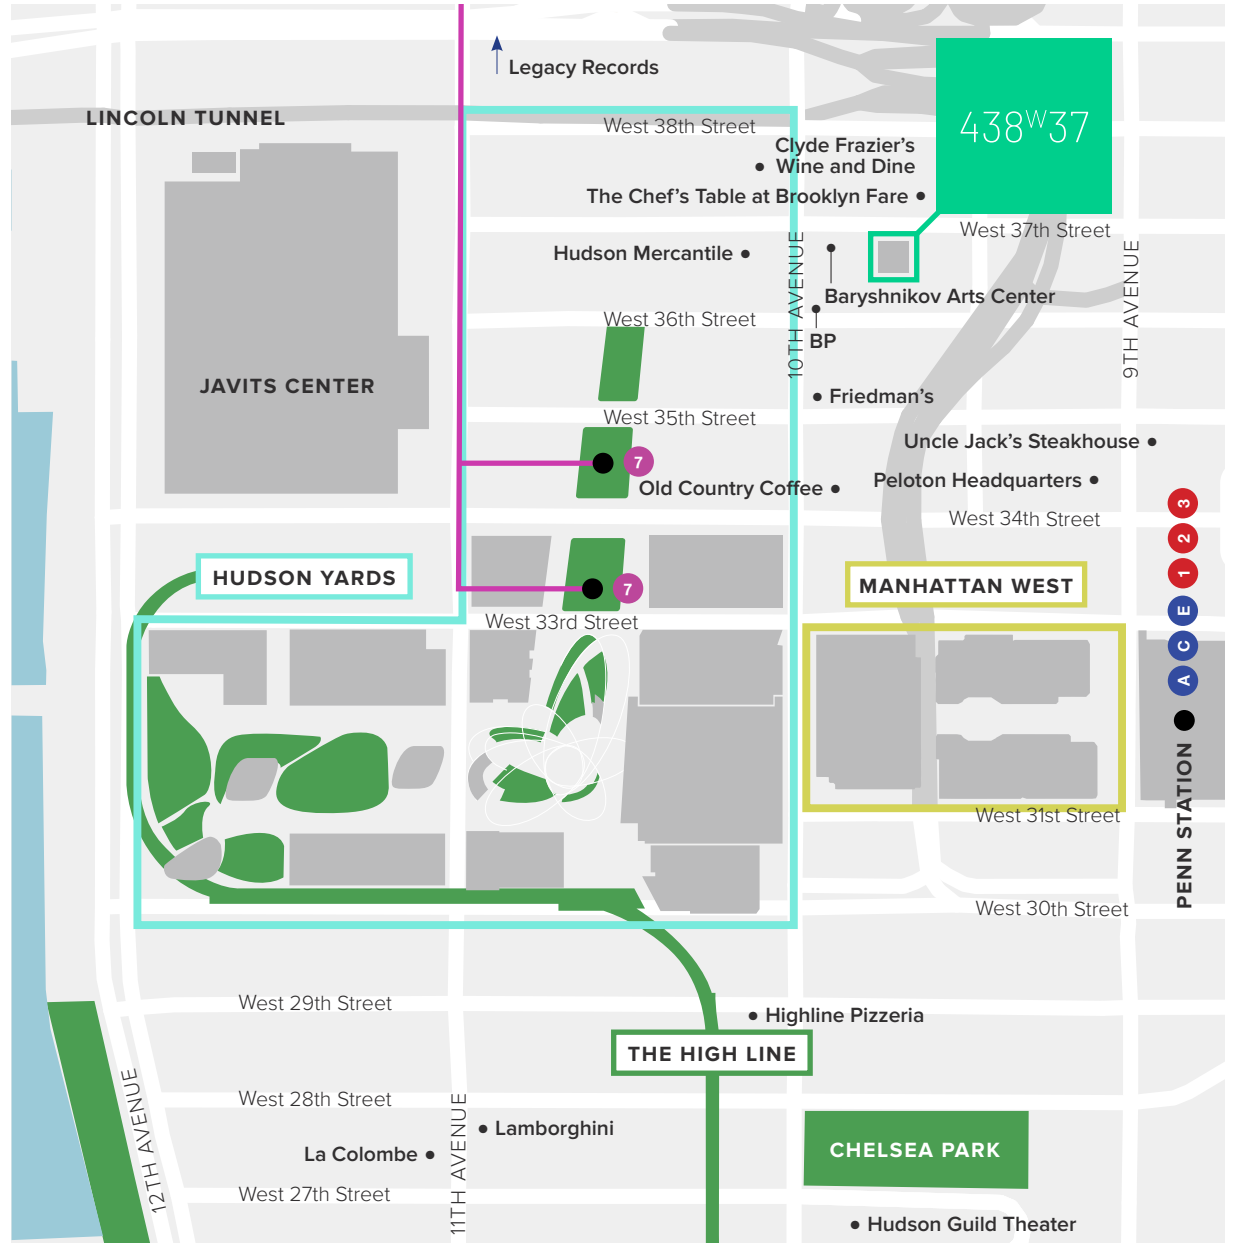 Legacy Records
LINCOLN TUNNEL
West 38th Street
438W37
Clyde Frazier's
Wine and Dine
The Chef's Table at Brooklyn Fare
West 37th Street
Hudson Mercantile
10TH AVENUE
9TH AVENUE
Baryshnikov Arts Center
West 36th Street
BP
JAVITS CENTER
Friedman's
West 35th Street
Uncle Jack's Steakhouse
7
Old Country Coffee
Peloton Headquarters
3
West 34th Street
2
HUDSON YARDS
7
MANHATTAN WEST
1
E
West 33rd Street
C
A
PENN STATION
West 31st Street
West 30th Street
West 29th Street
Highline Pizzeria
THE HIGH LINE
12TH AVENUE
West 28th Street
11TH AVENUE
Lamborghini
La Colombe
CHELSEA PARK
West 27th Street
Hudson Guild Theater